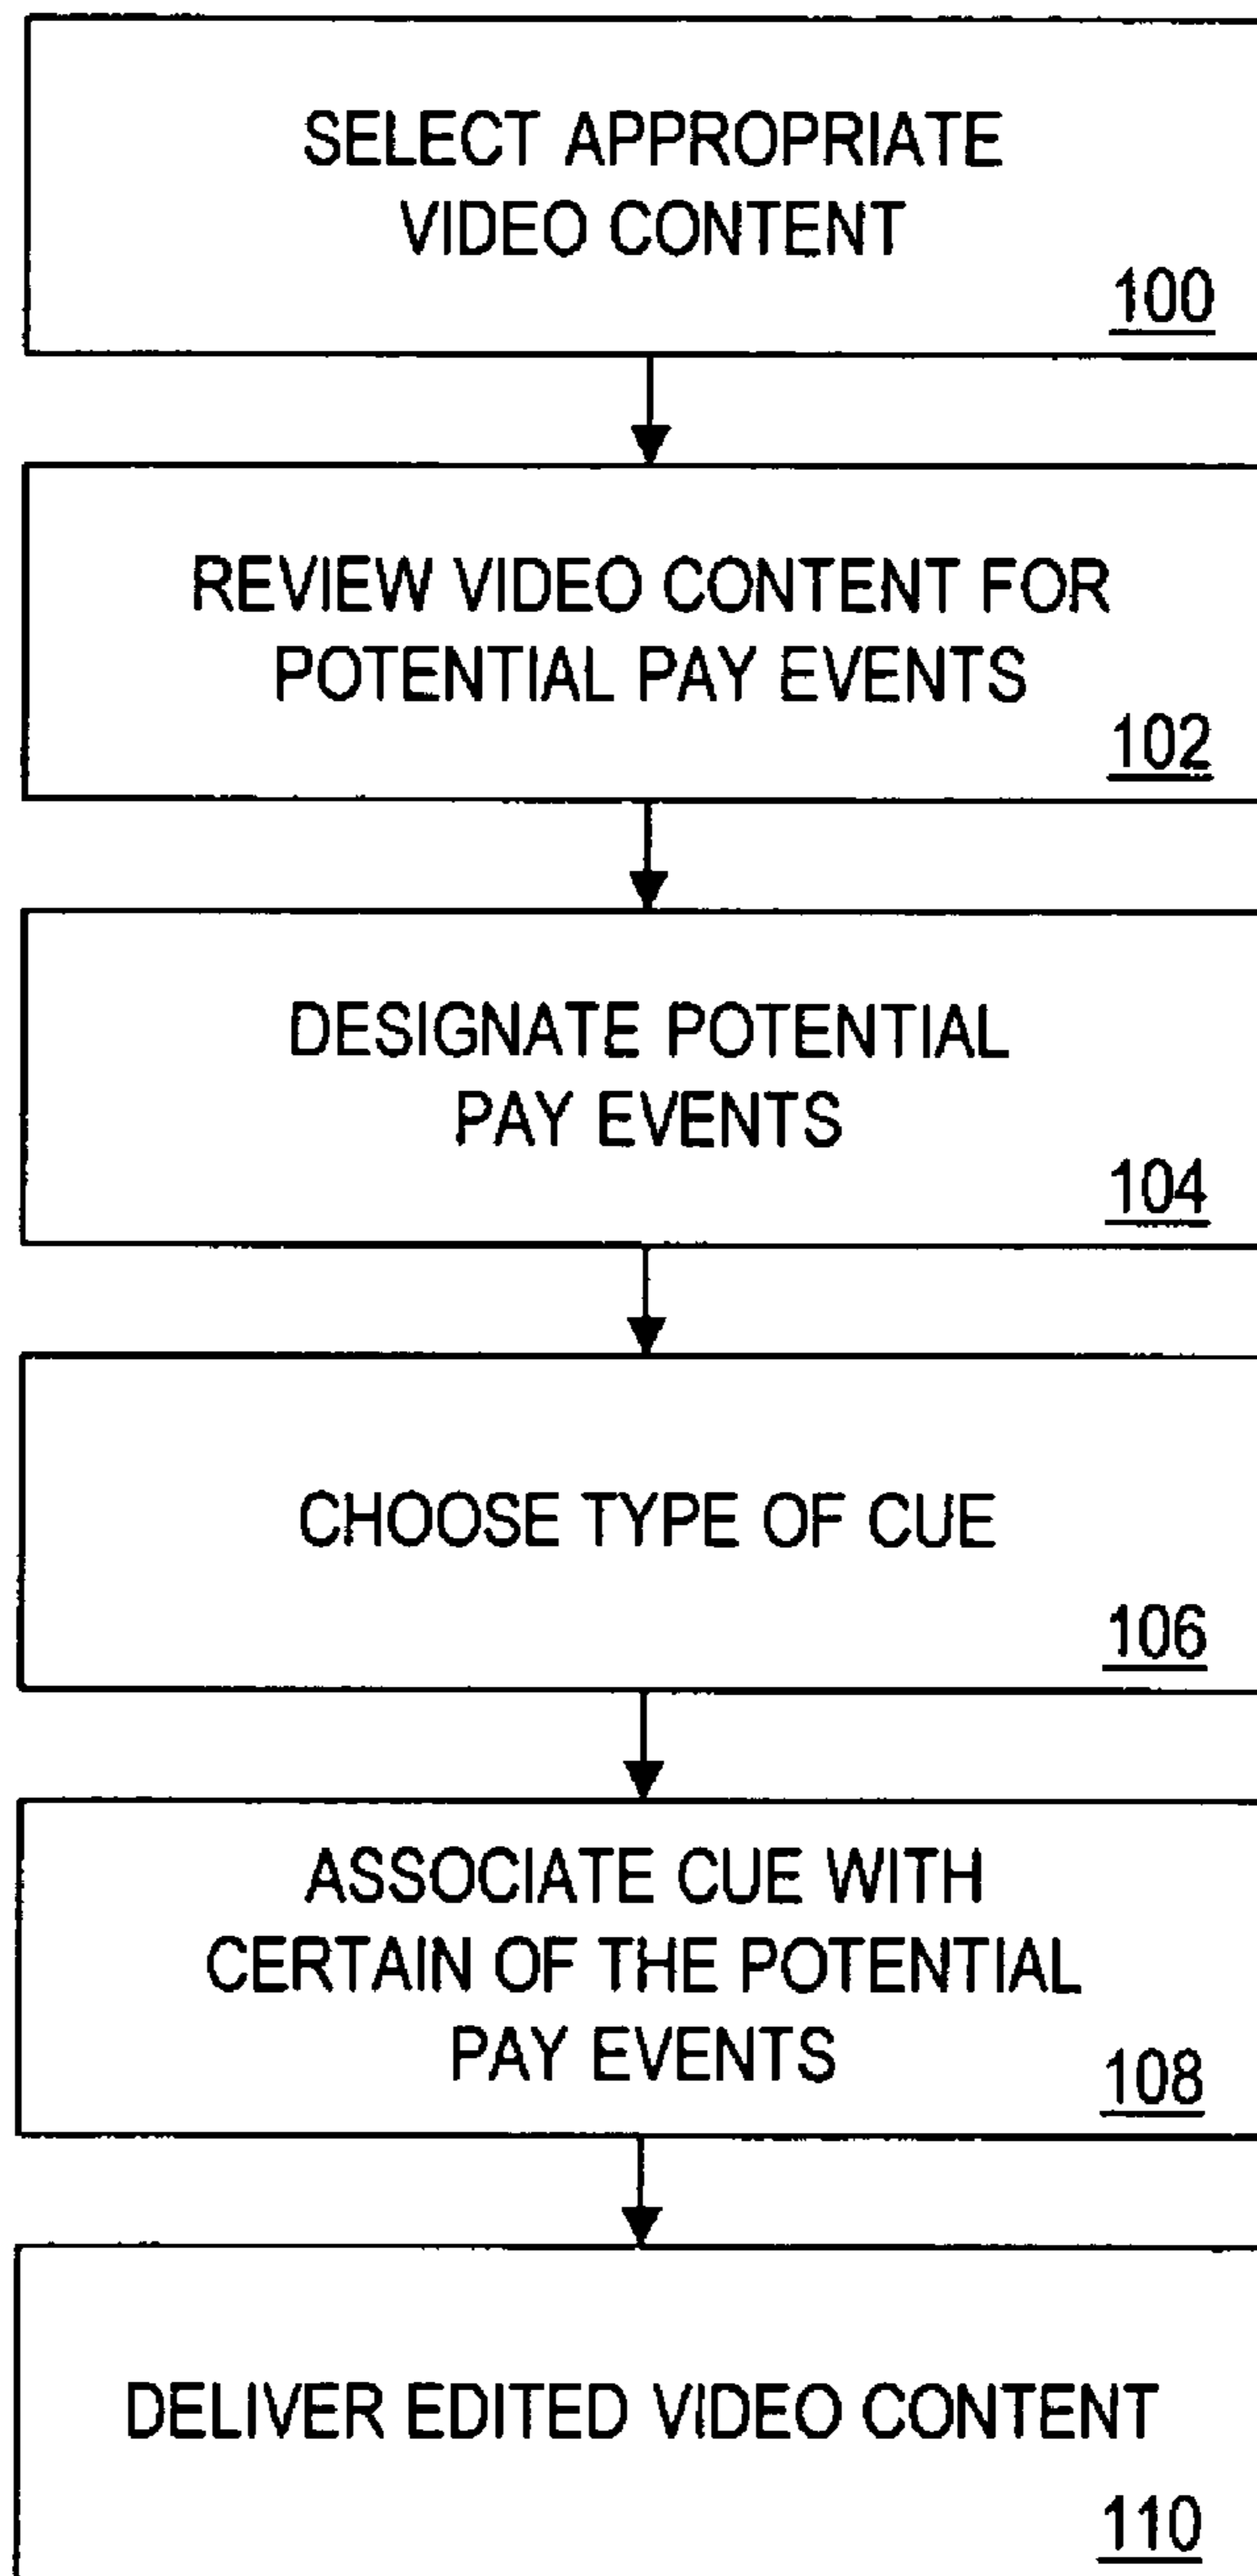 SELECT APPROPRIATE
VIDEO CONTENT
100
REVIEW VIDEO CONTENT FOR
POTENTIAL PAY EVENTS
102
DESIGNATE POTENTIAL
PAY EVENTS
104
CHOOSE TYPE OF CUE
106
ASSOCIATE CUE WITH
CERTAIN OF THE POTENTIAL
PAY EVENTS
108
DELIVER EDITED VIDEO CONTENT
110